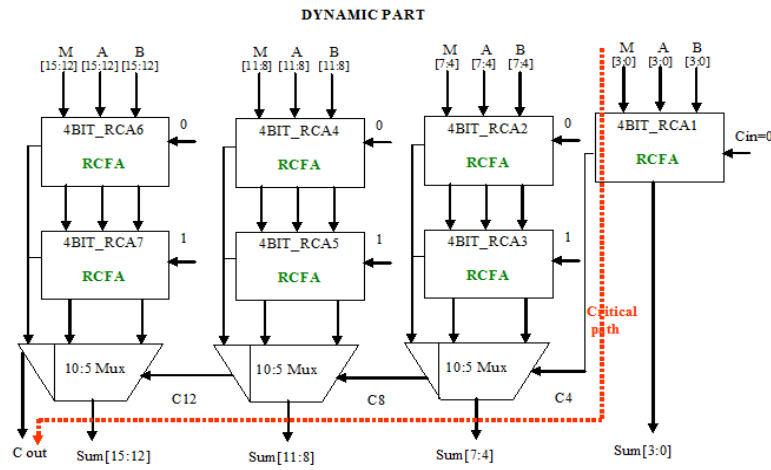 DYNAMIC PART
M A B
[15:12] [15:12] [15:12]
M A B
[11:8] [11:8] [11:8]
M A B
[7:4] [7:4] [7:4]
M A B
[3:0] [3:0] [3:0]
4BIT_RCA6
RCFA
0
4BIT_RCA4
RCFA
0
4BIT_RCA2
RCFA
0
4BIT_RCA1
RCFA
Cin=0
4BIT_RCA7
RCFA
1
4BIT_RCA5
RCFA
1
4BIT_RCA3
RCFA
1
Critical
path
10:5 Mux
C12
10:5 Mux
C8
10:5 Mux
C4
C out
Sum[15:12]
Sum[11:8]
Sum[7:4]
Sum[3:0]